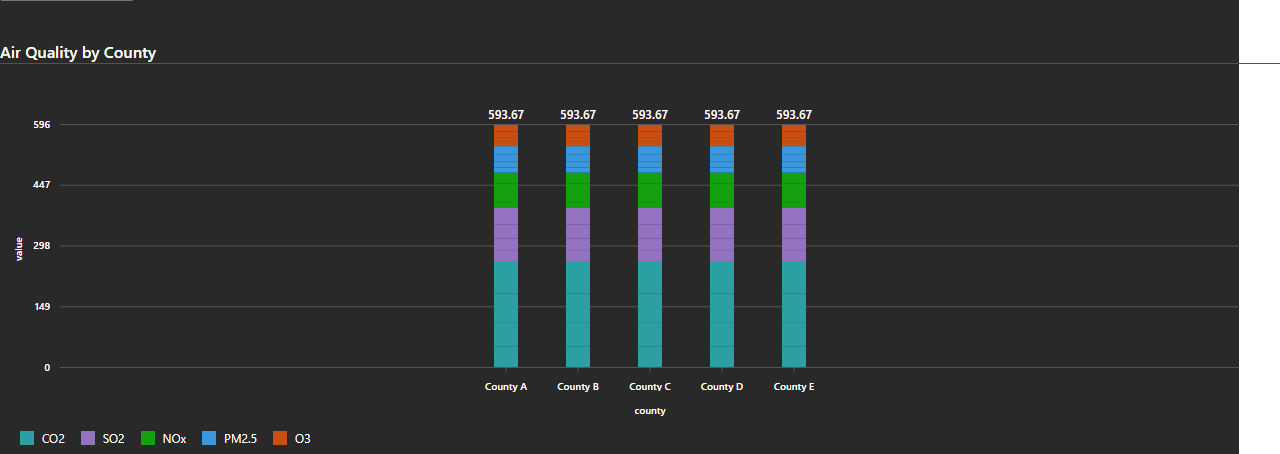 Air Quality by County
593.67 593.67 593.67 593.67 593.67
596
447
298
149
0
value
County A County B County C County D County E
county
CO2 SO2 NOx PM2.5 O3